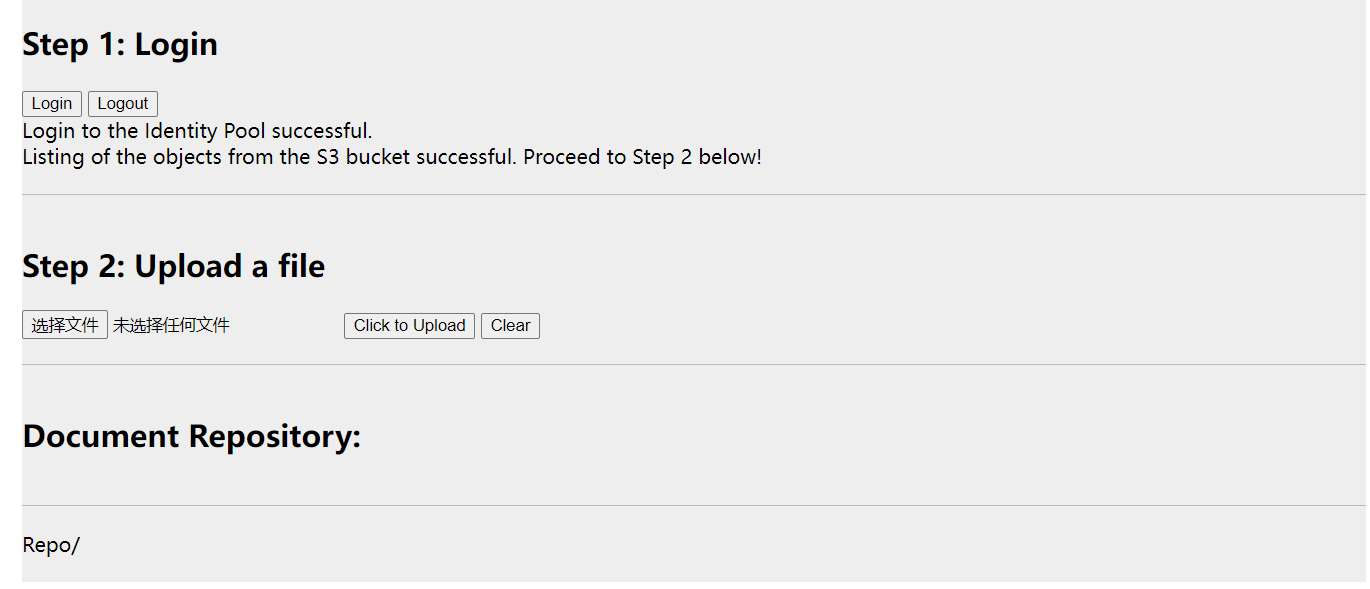 Step 1: Login
Login Logout
Login to the Identity Pool successful.
Listing of the objects from the S3 bucket successful. Proceed to Step 2 below!
Step 2: Upload a file
选择文件 未选择任何文件 Click to Upload Clear
Document Repository:
Repo/